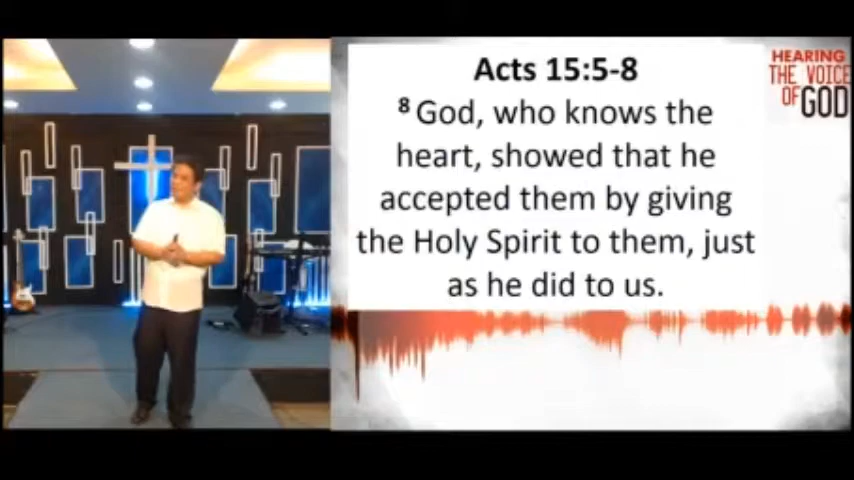 Acts 15:5-8
8 God, who knows the
heart, showed that he
accepted them by giving
the Holy Spirit to them, just
as he did to us.
HEARING
THE VOICE
OF GOD